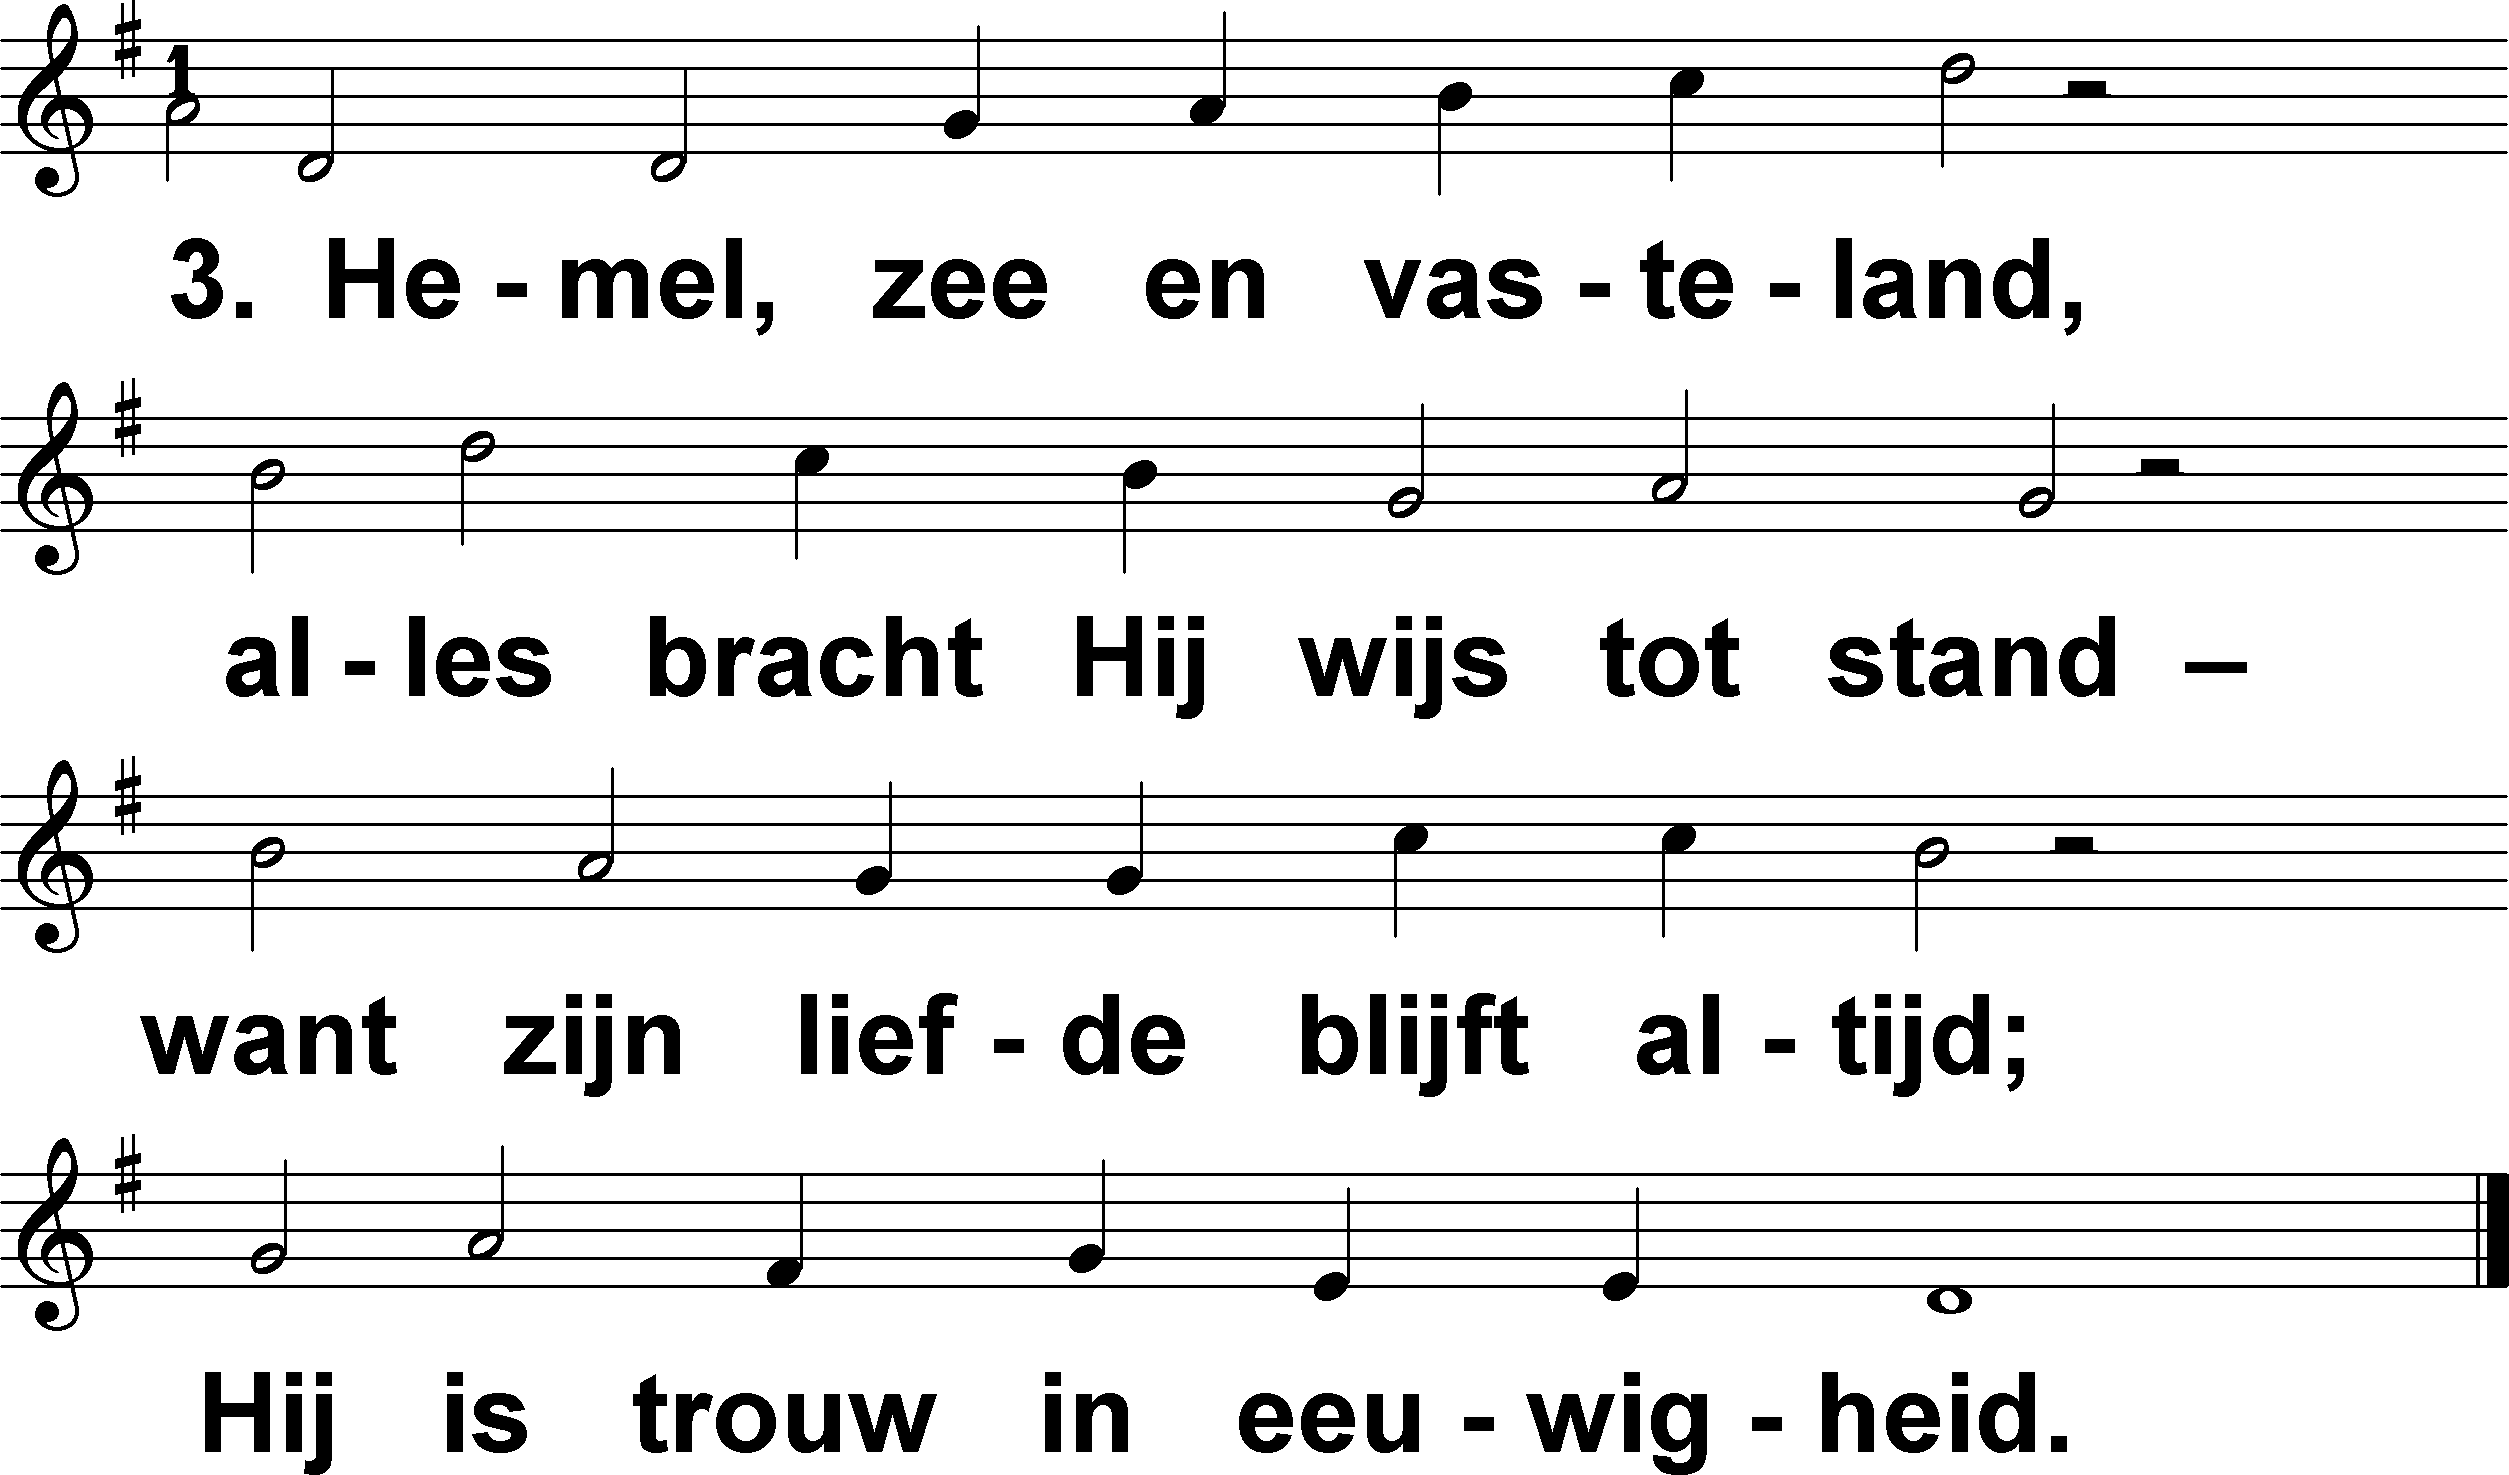 3. He - mel, zee en vas - te - land,
al - les bracht Hij wijs tot stand –
want zijn lief - de blijft al - tijd;
Hij is trouw in eeu - wig - heid.